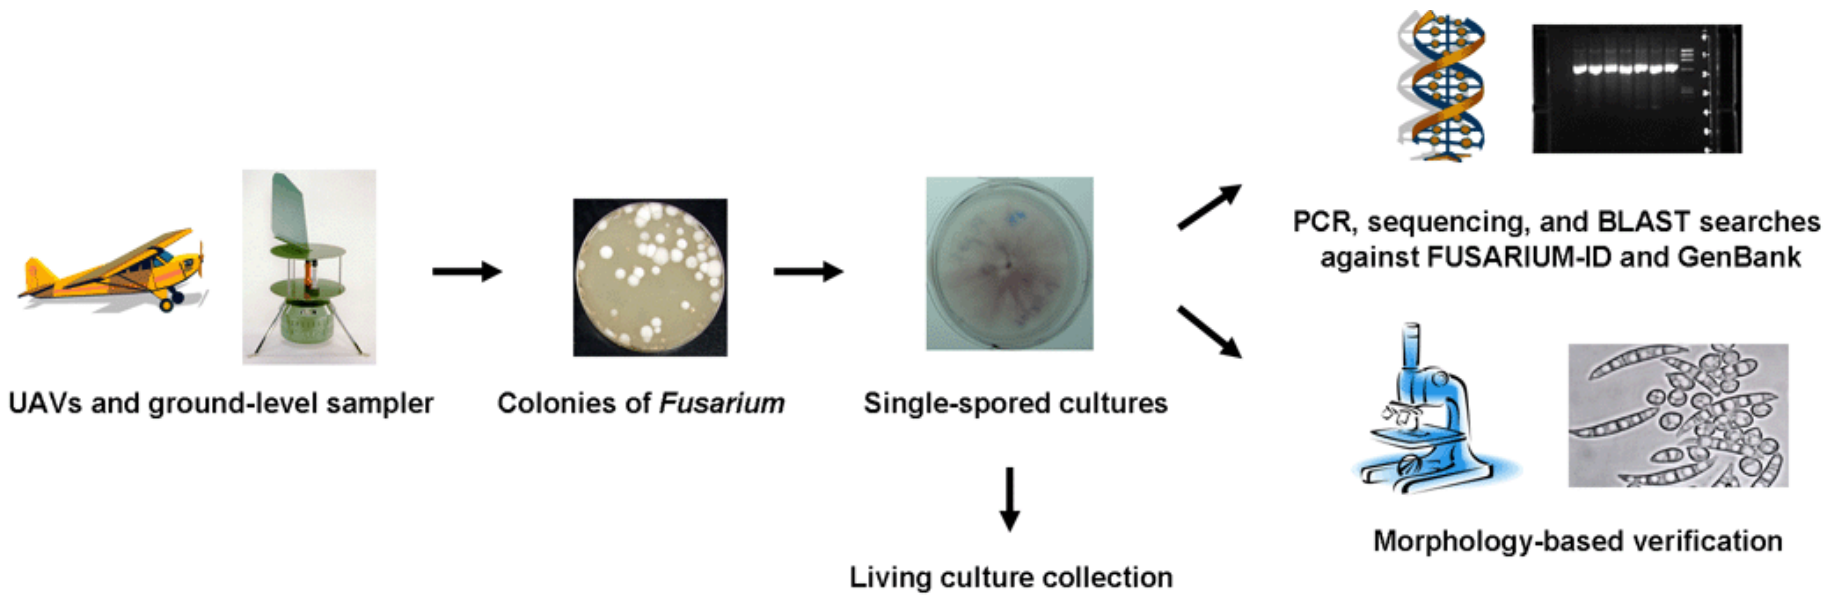 UAVs and ground-level sampler
Colonies of Fusarium
Single-spored cultures
Living culture collection
PCR, sequencing, and BLAST searches
against FUSARIUM-ID and GenBank
Morphology-based verification